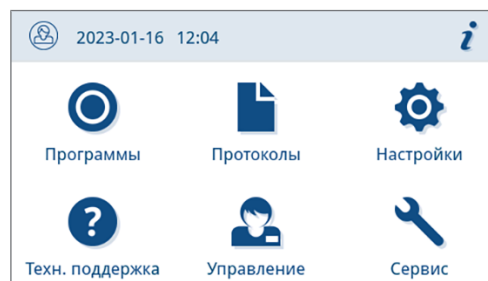 2023-01-16 12:04 i
Программы Протоколы Настройки
?
Техн. поддержка Управление Сервис